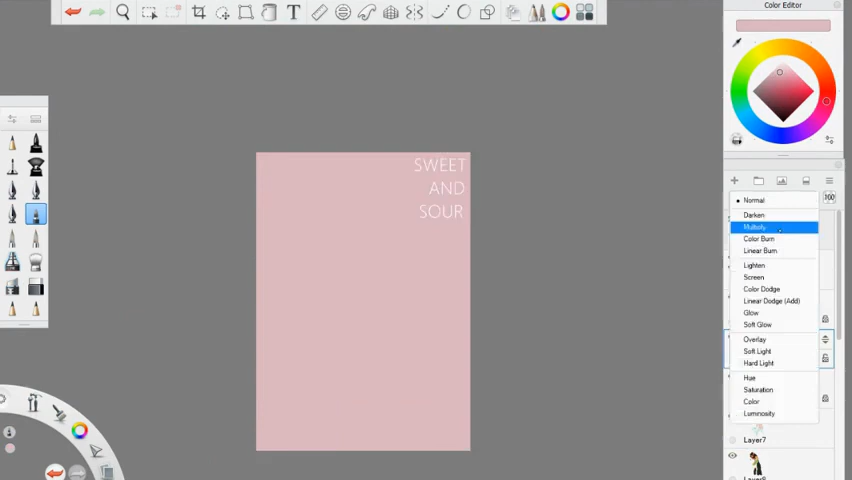 T
Color Editor
SWEET
AND
SOUR
100
Normal
Darken
Multiply
Color Burn
Linear Burn
Lighten
Screen
Color Dodge
Linear Dodge (Add)
Glow
Soft Glow
Overlay
Soft Light
Hard Light
Hue
Saturation
Color
Luminosity
Layer7